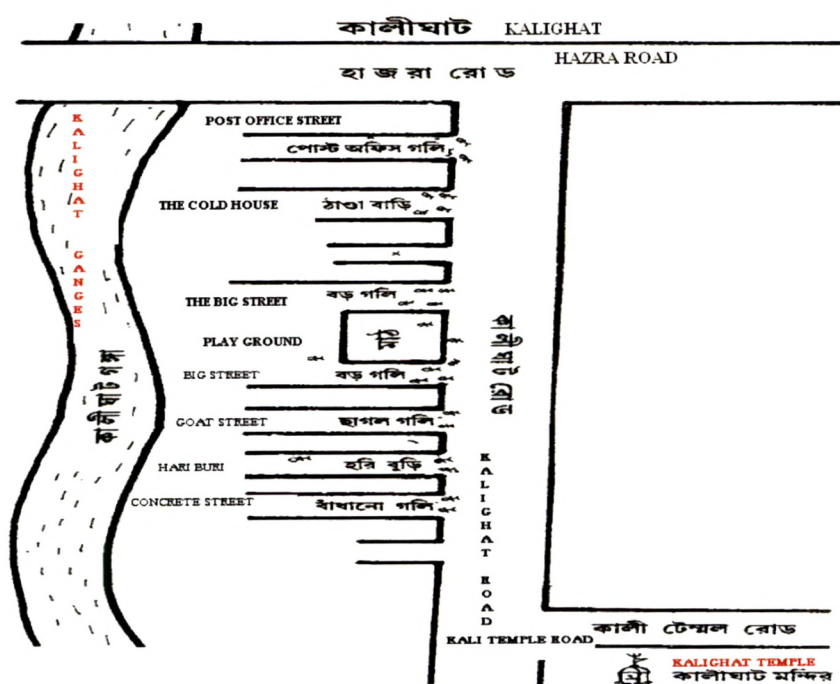 কালীঘাট KALIGHAT
HAZRA ROAD
হাজরা রোড
POST OFFICE STREET
পোস্ট অফিস গলি
THE COLD HOUSE ঠাণ্ডা বাড়ি
THE BIG STREET বড় গলি
PLAY GROUND মাঠ
BIG STREET বড় গলি
GOAT STREET ছাগল গলি
HARI BURI হরি বুড়ি
CONCRETE STREET বাঁধানো গলি
KALIGHAT GANGES
কালীঘাট গঙ্গা
কালীঘাট রোড
KALIGHAT ROAD
KALI TEMPLE ROAD কালী টেম্পল রোড
KALIGHAT TEMPLE
কালীঘাট মন্দির